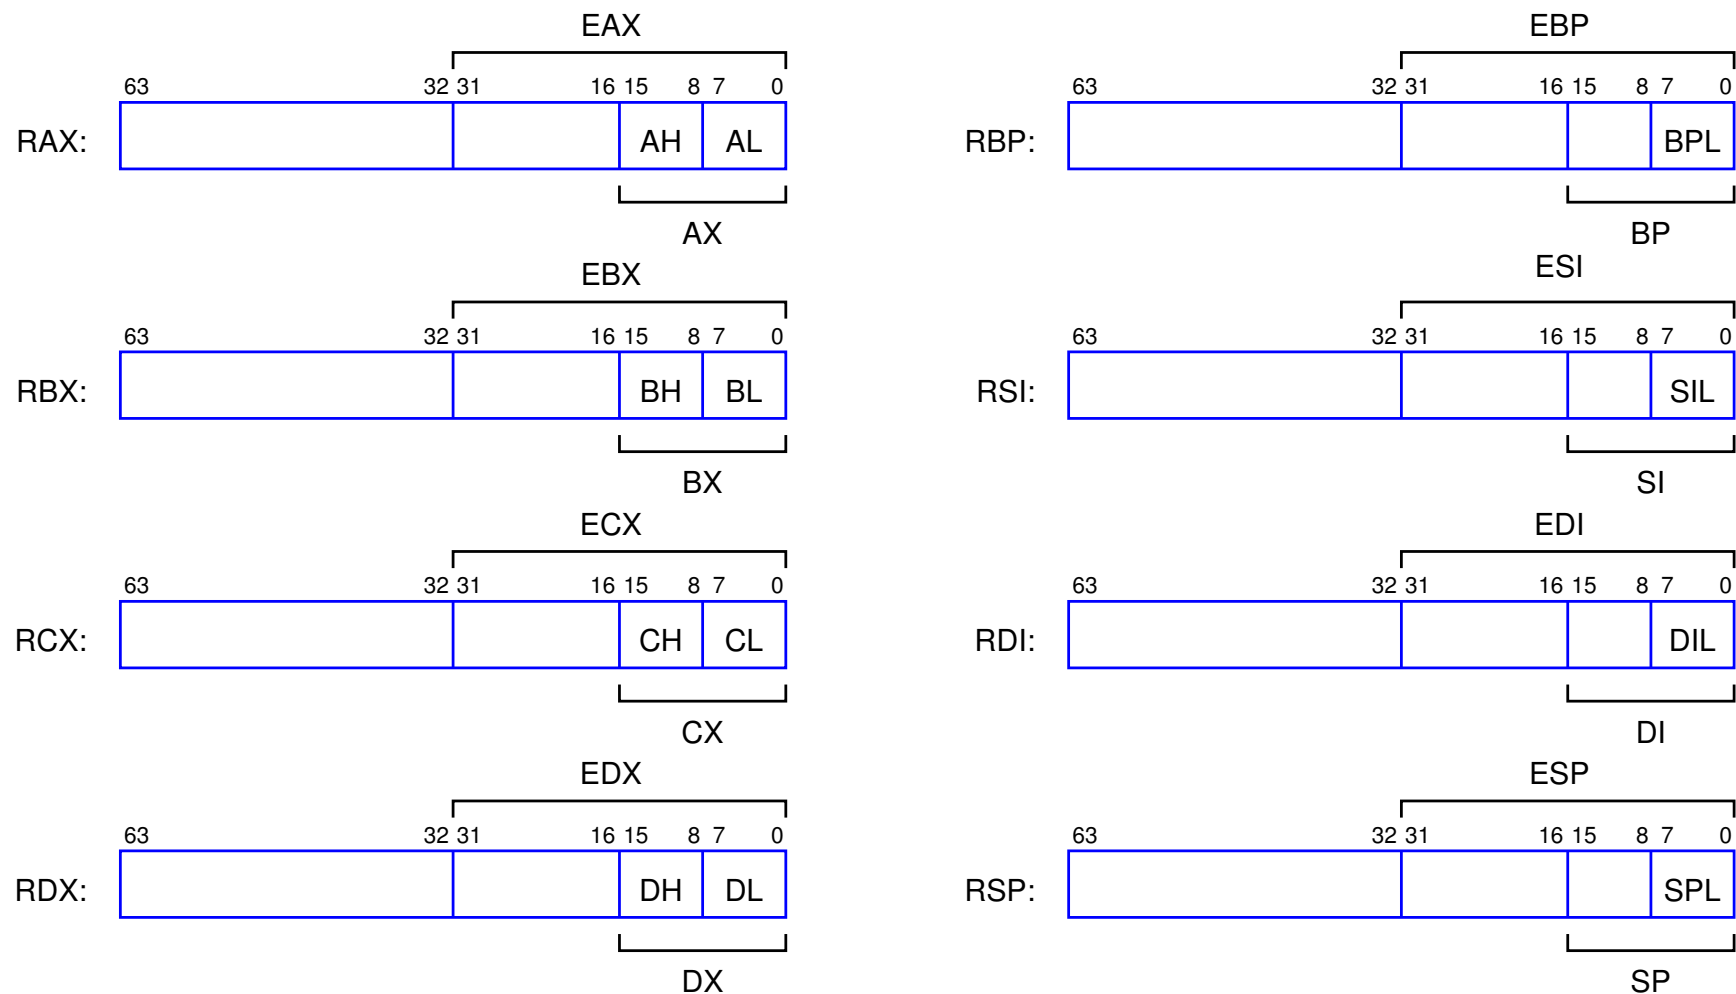 EAX
63 32 31 16 15 8 7 0
RAX: AH AL
AX
EBX
63 32 31 16 15 8 7 0
RBX: BH BL
BX
ECX
63 32 31 16 15 8 7 0
RCX: CH CL
CX
EDX
63 32 31 16 15 8 7 0
RDX: DH DL
DX
EBP
63 32 31 16 15 8 7 0
RBP: BPL
BP
ESI
63 32 31 16 15 8 7 0
RSI: SIL
SI
EDI
63 32 31 16 15 8 7 0
RDI: DIL
DI
ESP
63 32 31 16 15 8 7 0
RSP: SPL
SP